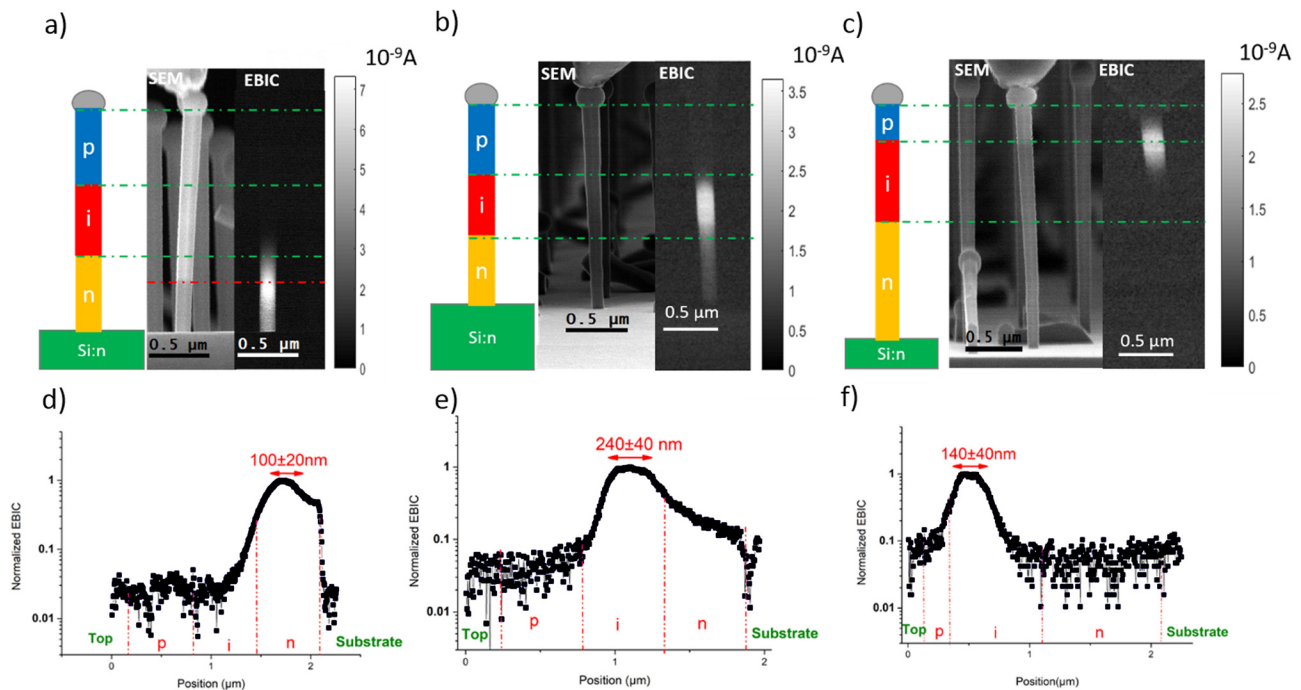 a)
b)
c)
10⁻⁹A
10⁻⁹A
10⁻⁹A
SEM
EBIC
SEM
EBIC
SEM
EBIC
p
i
n
Si:n
0.5 µm
0.5 µm
7
6
5
4
3
2
1
0
p
i
n
Si:n
0.5 µm
0.5 µm
3.5
3
2.5
2
1.5
1
0.5
0
p
i
n
Si:n
0.5 µm
0.5 µm
2.5
2
1.5
1
0.5
0
d)
e)
f)
100±20nm
Normalized EBIC
1
0.1
0.01
Top
p
i
n
Substrate
0
1
2
Position (µm)
240±40 nm
Normalized EBIC
1
0.1
0.01
Top
p
i
n
Substrate
0
1
2
Position (µm)
140±40nm
Normalized EBIC
1
0.1
0.01
Top
p
i
n
Substrate
0
1
2
Position(µm)